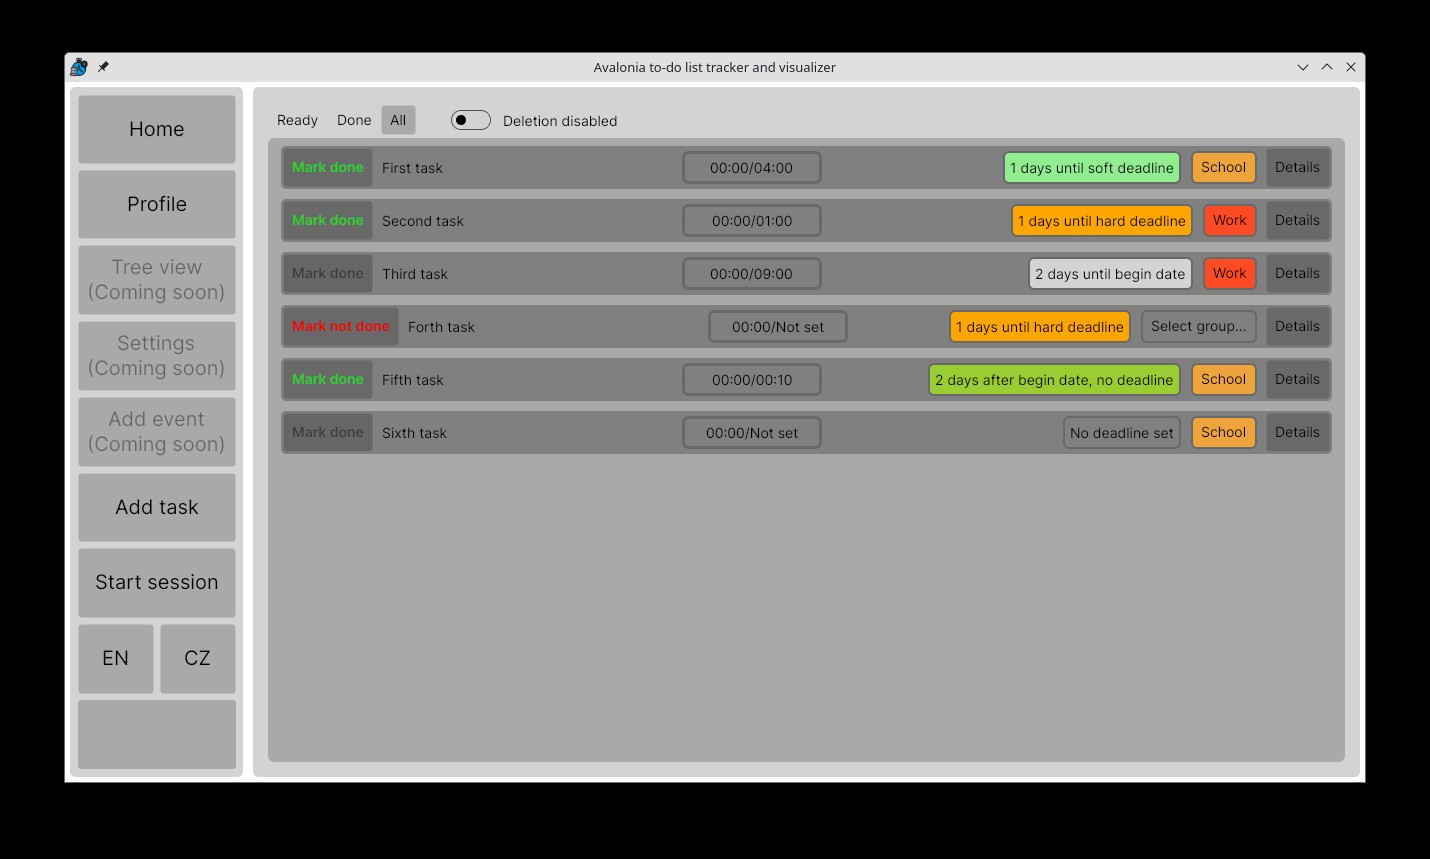 Avalonia to-do list tracker and visualizer
Home
Profile
Tree view
(Coming soon)
Settings
(Coming soon)
Add event
(Coming soon)
Add task
Start session
EN CZ
Ready Done All Deletion disabled
Mark done First task 00:00/04:00 1 days until soft deadline School Details
Mark done Second task 00:00/01:00 1 days until hard deadline Work Details
Mark done Third task 00:00/09:00 2 days until begin date Work Details
Mark not done Forth task 00:00/Not set 1 days until hard deadline Select group... Details
Mark done Fifth task 00:00/00:10 2 days after begin date, no deadline School Details
Mark done Sixth task 00:00/Not set No deadline set School Details